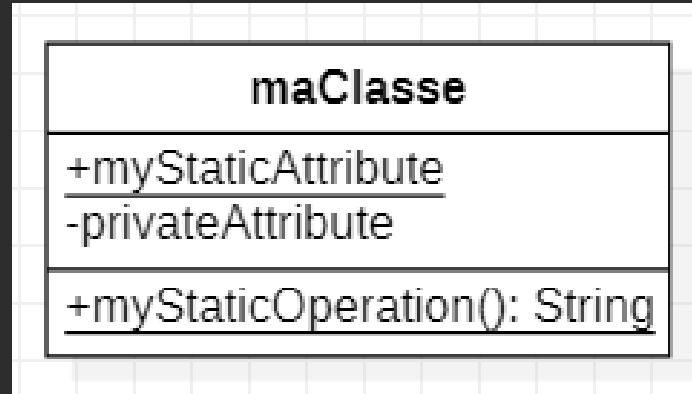 maClasse
+myStaticAttribute
-privateAttribute
+myStaticOperation(): String